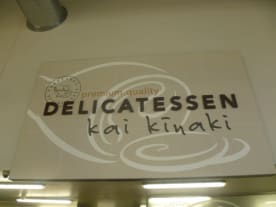 premium quality
DELICATESSEN
kai kīnaki